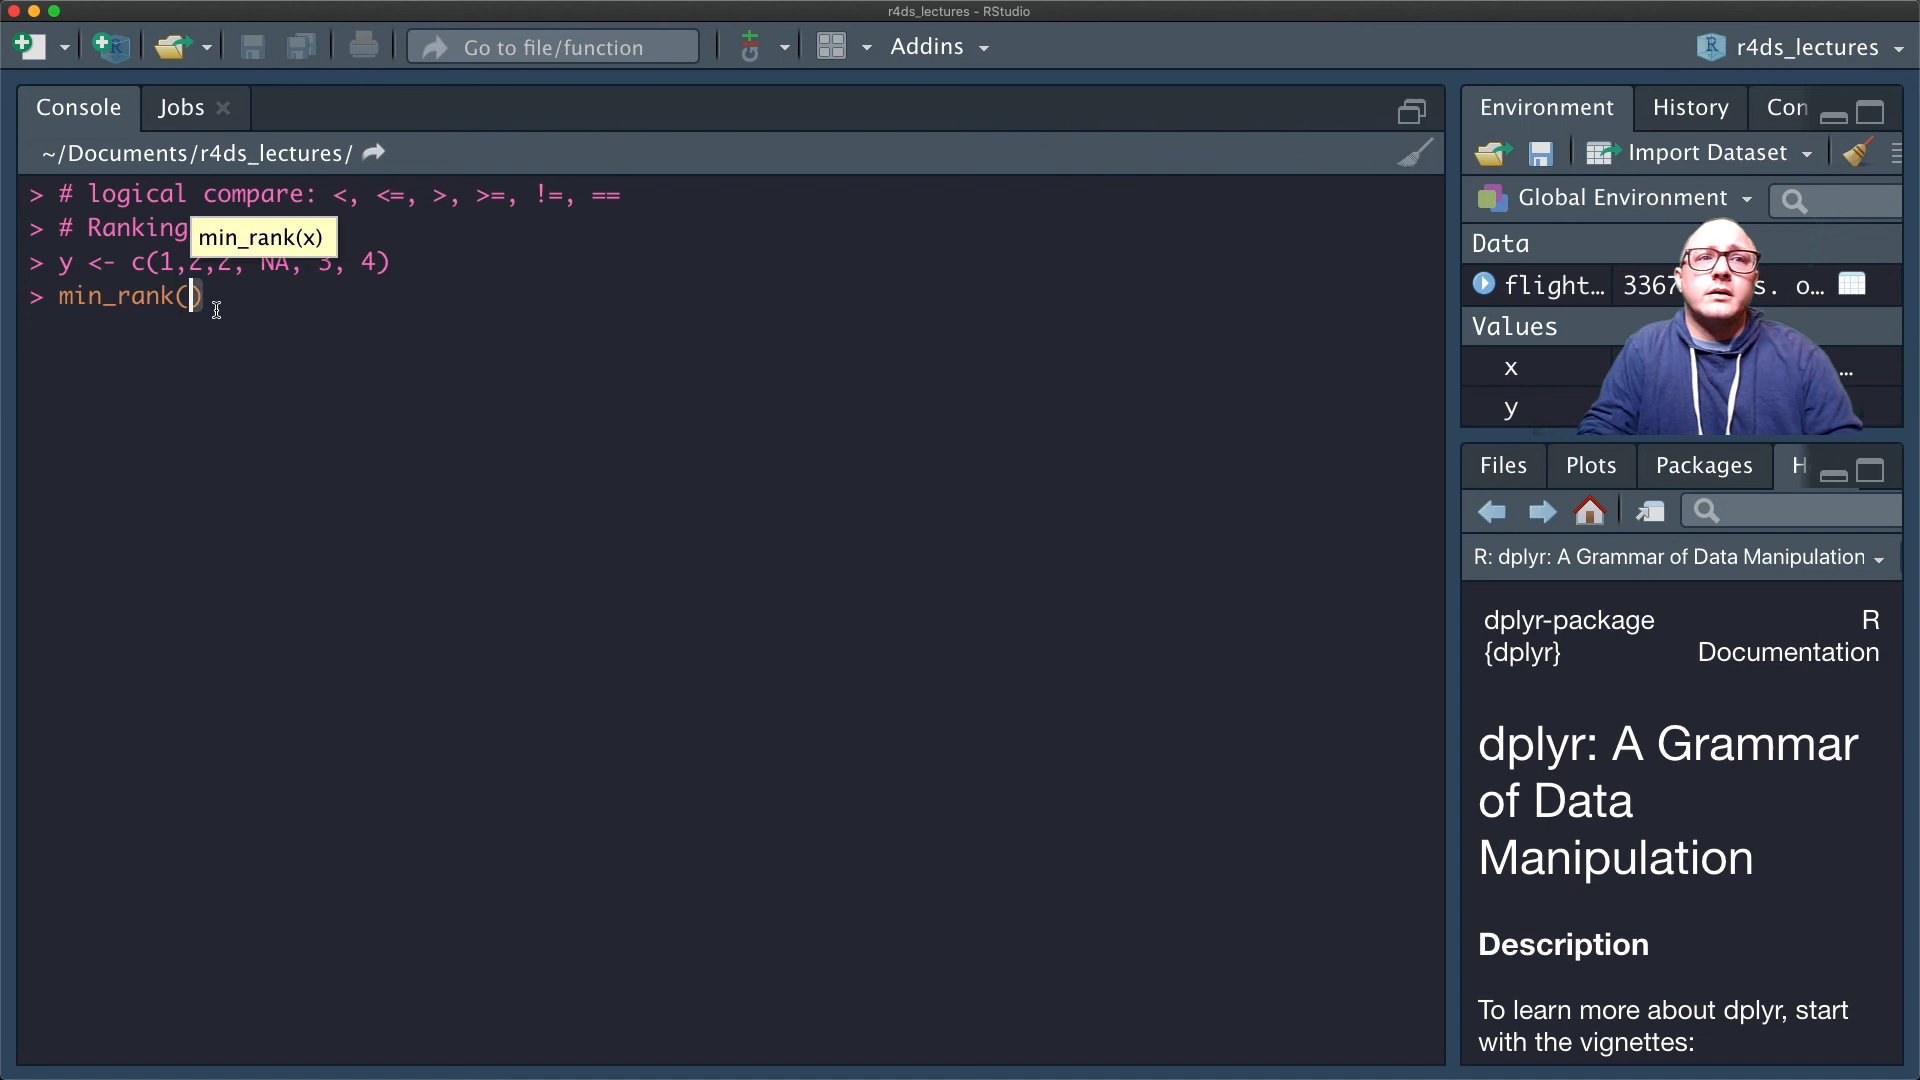 r4ds_lectures - RStudio
Go to file/function
Addins
r4ds_lectures
Console
Jobs
~/Documents/r4ds_lectures/
> # logical compare: <, <=, >, >=, !=, ==
> # Ranking
min_rank(x)
> y <- c(1,2,2, NA, 3, 4)
> min_rank()
Environment
History
Con
Import Dataset
Global Environment
Data
flight… 3367 s. o…
Values
x …
y
Files
Plots
Packages
H
R: dplyr: A Grammar of Data Manipulation
dplyr-package R
{dplyr} Documentation
dplyr: A Grammar
of Data
Manipulation
Description
To learn more about dplyr, start
with the vignettes: